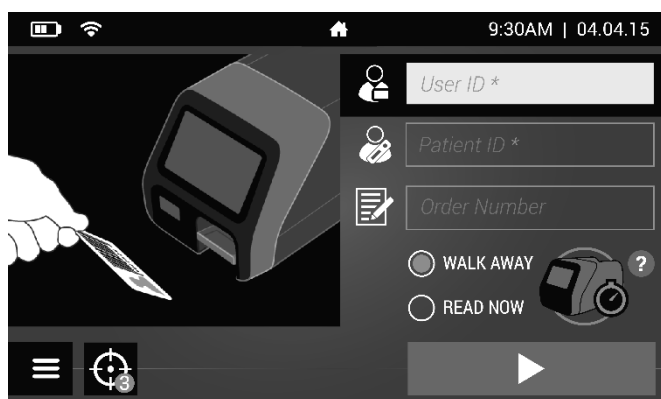 9:30AM | 04.04.15
User ID *
Patient ID *
Order Number
WALK AWAY
?
READ NOW
3